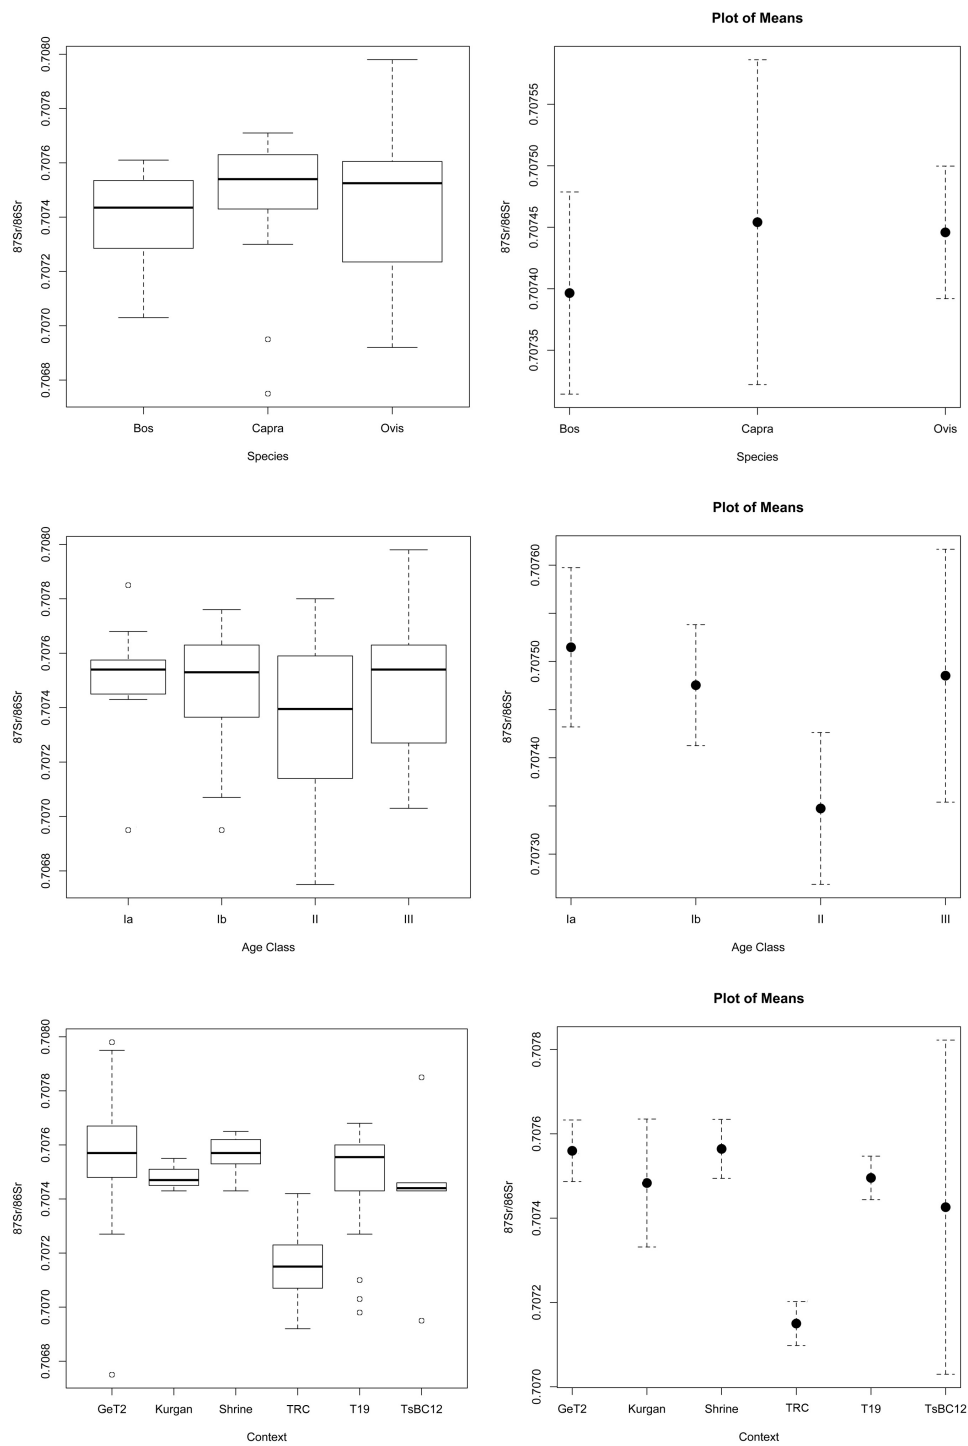 Plot of Means
0.7080
0.7078
0.7076
0.7074
0.7072
0.7070
0.7068
87Sr/86Sr
Bos Capra Ovis
Species
0.70755
0.70750
0.70745
0.70740
0.70735
87Sr/86Sr
Bos Capra Ovis
Species
Plot of Means
0.7080
0.7078
0.7076
0.7074
0.7072
0.7070
0.7068
87Sr/86Sr
Ia Ib II III
Age Class
0.70760
0.70750
0.70740
0.70730
87Sr/86Sr
Ia Ib II III
Age Class
Plot of Means
0.7080
0.7078
0.7076
0.7074
0.7072
0.7070
0.7068
87Sr/86Sr
GeT2 Kurgan Shrine TRC T19 TsBC12
Context
0.7078
0.7076
0.7074
0.7072
0.7070
87Sr/86Sr
GeT2 Kurgan Shrine TRC T19 TsBC12
Context